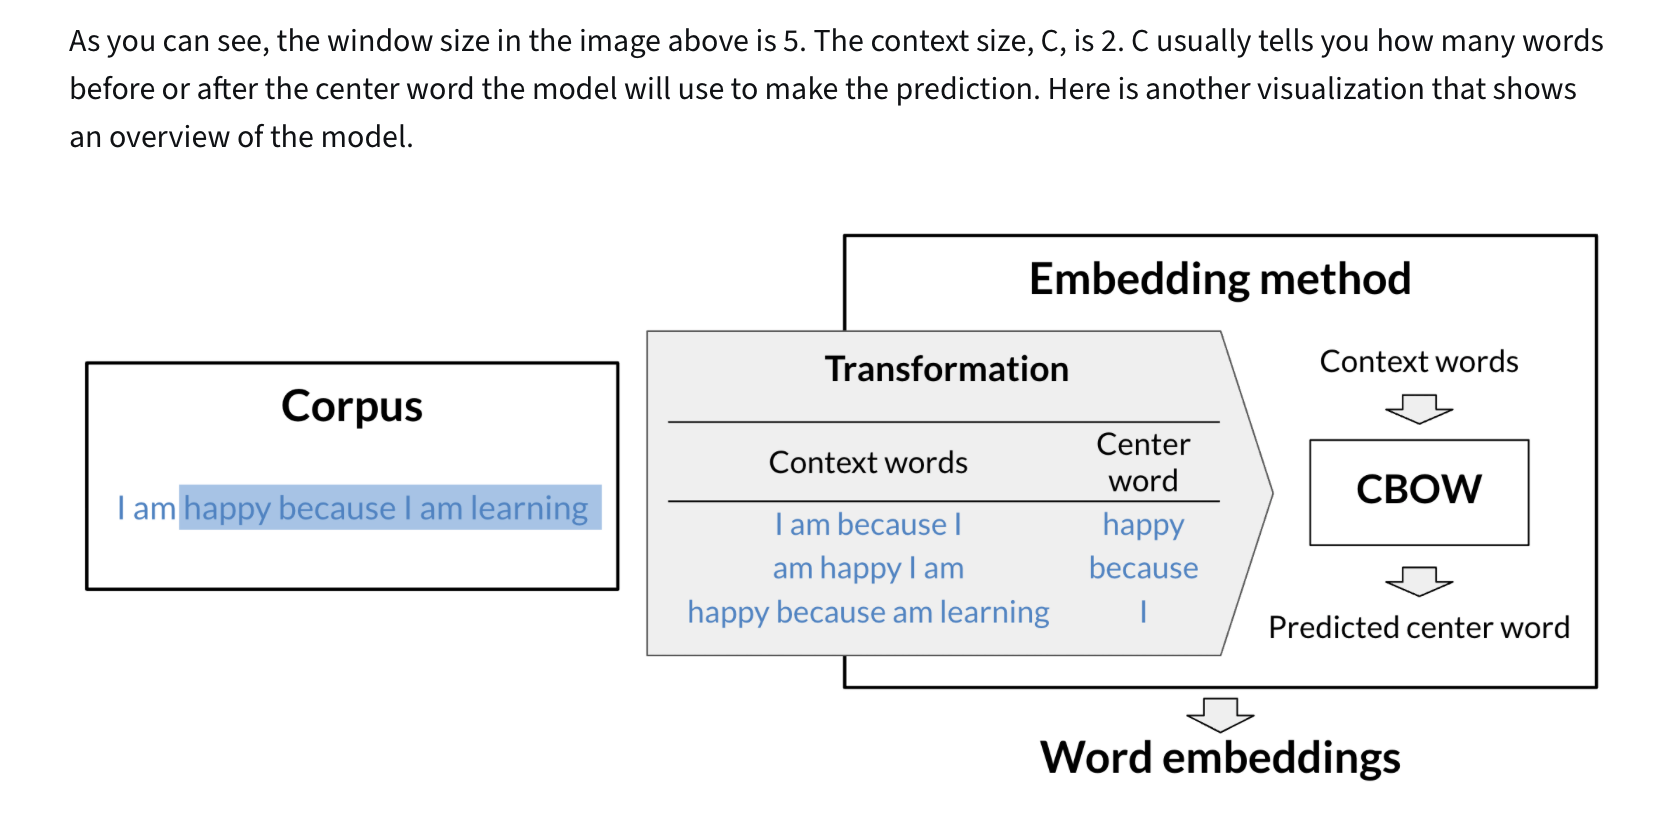 As you can see, the window size in the image above is 5. The context size, C, is 2. C usually tells you how many words
before or after the center word the model will use to make the prediction. Here is another visualization that shows
an overview of the model.
Corpus
I am happy because I am learning
Embedding method
Transformation
Context words
Center
word
I am because I
happy
am happy I am
because
happy because am learning
I
Context words
CBOW
Predicted center word
Word embeddings